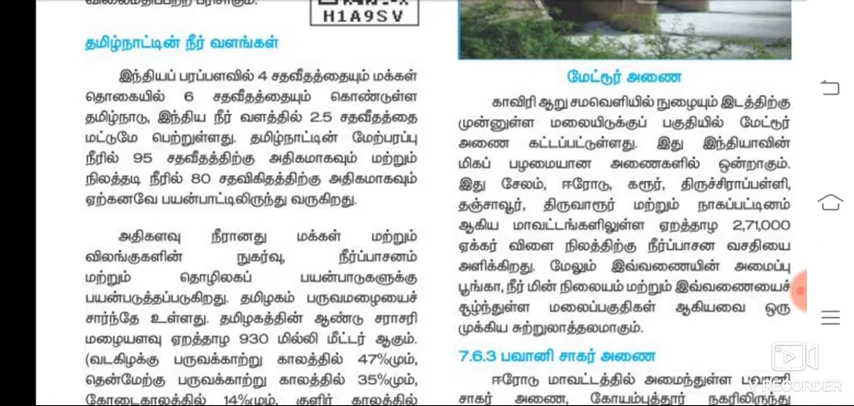 H1A9SV
தமிழ்நாட்டின் நீர் வளங்கள்
இந்தியப் பரப்பளவில் 4 சதவீதத்தையும் மக்கள்
தொகையில் 6 சதவீதத்தையும் கொண்டுள்ள
தமிழ்நாடு, இந்திய நீர் வளத்தில் 2.5 சதவீதத்தை
மட்டுமே பெற்றுள்ளது. தமிழ்நாட்டின் மேற்பரப்பு
நீரில் 95 சதவீதத்திற்கு அதிகமாகவும் மற்றும்
நிலத்தடி நீரில் 80 சதவிகிதத்திற்கு அதிகமாகவும்
ஏற்கனவே பயன்பாட்டிலிருந்து வருகிறது.
அதிகளவு நீரானது மக்கள் மற்றும்
விலங்குகளின் நுகர்வு, நீர்ப்பாசனம்
மற்றும் தொழிலகப் பயன்பாடுகளுக்கு
பயன்படுத்தப்படுகிறது. தமிழகம் பருவமழையைச்
சார்ந்தே உள்ளது. தமிழகத்தின் ஆண்டு சராசரி
மழையளவு ஏறத்தாழ 930 மில்லி மீட்டர் ஆகும்.
(வடகிழக்கு பருவக்காற்று காலத்தில் 47%மும்,
தென்மேற்கு பருவக்காற்று காலத்தில் 35%மும்,
கோடைகாலத்தில் 14%மும், குளிர் காலத்தில்
மேட்டூர் அணை
காவிரி ஆறு சமவெளியில் நுழையும் இடத்திற்கு
முன்னுள்ள மலையிடுக்குப் பகுதியில் மேட்டூர்
அணை கட்டப்பட்டுள்ளது. இது இந்தியாவின்
மிகப் பழமையான அணைகளில் ஒன்றாகும்.
இது சேலம், ஈரோடு, கரூர், திருச்சிராப்பள்ளி,
தஞ்சாவூர், திருவாரூர் மற்றும் நாகப்பட்டினம்
ஆகிய மாவட்டங்களிலுள்ள ஏறத்தாழ 2,71,000
ஏக்கர் விளை நிலத்திற்கு நீர்ப்பாசன வசதியை
அளிக்கிறது. மேலும் இவ்வணையின் அமைப்பு
பூங்கா, நீர் மின் நிலையம் மற்றும் இவ்வணையைச்
சூழ்ந்துள்ள மலைப்பகுதிகள் ஆகியவை ஒரு
முக்கிய சுற்றுலாத்தலமாகும்.
7.6.3 பவானி சாகர் அணை
ஈரோடு மாவட்டத்தில் அமைந்துள்ள பவானி
சாகர் அணை, கோயம்புத்தூர் நகரிலிருந்து
RECORDER